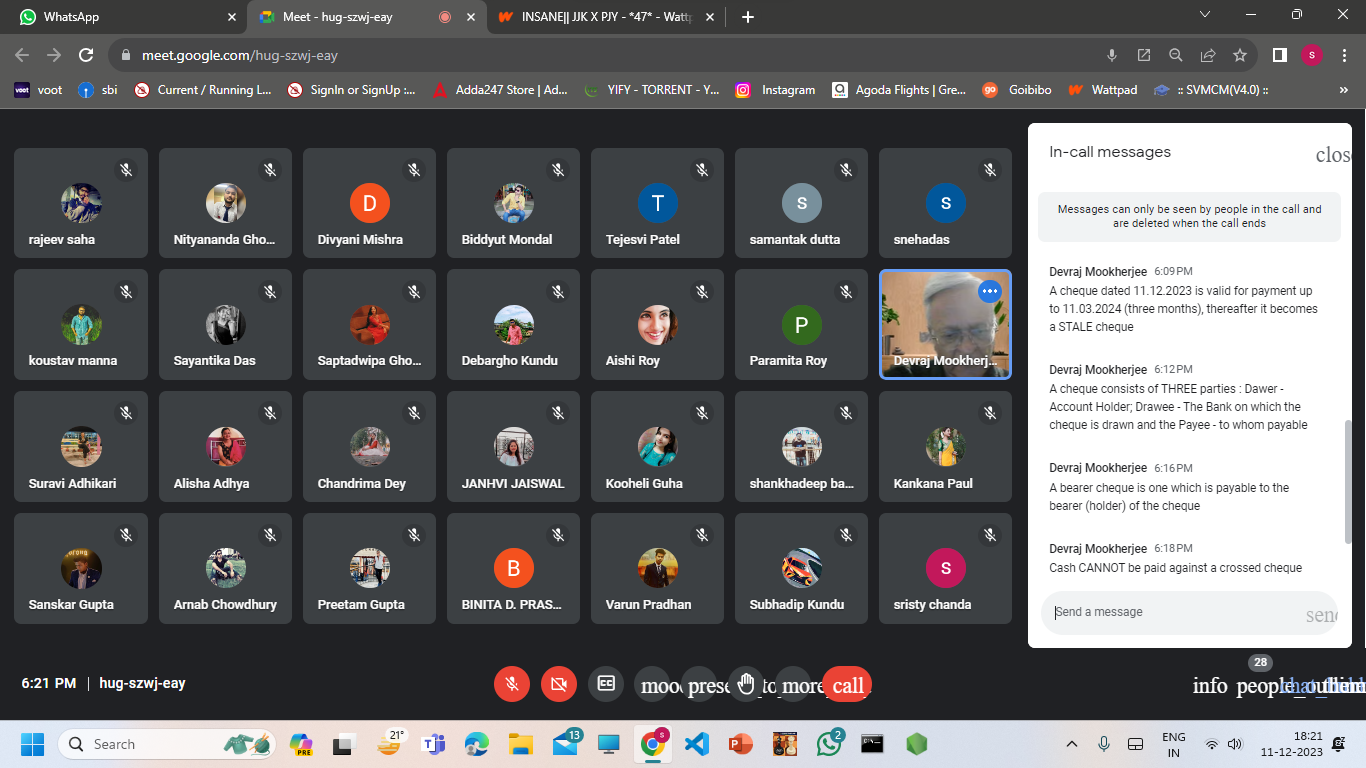 WhatsApp
Meet - hug-szwj-eay
INSANE|| JJK X PJY - *47* - Wattp
meet.google.com/hug-szwj-eay
s
voot voot
sbi
Current / Running L...
SignIn or SignUp :...
Adda247 Store | Ad...
YIFY - TORRENT - Y...
Instagram
Agoda Flights | Gre...
go Goibibo
Wattpad
:: SVMCM(V4.0) ::
»
rajeev saha
Nityananda Gho...
D
Divyani Mishra
Biddyut Mondal
T
Tejesvi Patel
s
samantak dutta
s
snehadas
koustav manna
Sayantika Das
Saptadwipa Gho...
Debargho Kundu
Aishi Roy
P
Paramita Roy
Devraj Mookherj...
Suravi Adhikari
Alisha Adhya
Chandrima Dey
JANHVI JAISWAL
Kooheli Guha
shankhadeep ba...
Kankana Paul
Sanskar Gupta
Arnab Chowdhury
Preetam Gupta
B
BINITA D. PRAS...
Varun Pradhan
Subhadip Kundu
s
sristy chanda
In-call messages
close
Messages can only be seen by people in the call and
are deleted when the call ends
Devraj Mookherjee 6:09 PM
A cheque dated 11.12.2023 is valid for payment up
to 11.03.2024 (three months), thereafter it becomes
a STALE cheque
Devraj Mookherjee 6:12 PM
A cheque consists of THREE parties : Dawer -
Account Holder; Drawee - The Bank on which the
cheque is drawn and the Payee - to whom payable
Devraj Mookherjee 6:16 PM
A bearer cheque is one which is payable to the
bearer (holder) of the cheque
Devraj Mookherjee 6:18 PM
Cash CANNOT be paid against a crossed cheque
Send a message
send
6:21 PM | hug-szwj-eay
CC
mood
prese
_to_
more_
call
28
info
people_
chat_
Search
PRE
21°
13
s
2
ENG
IN
18:21
11-12-2023